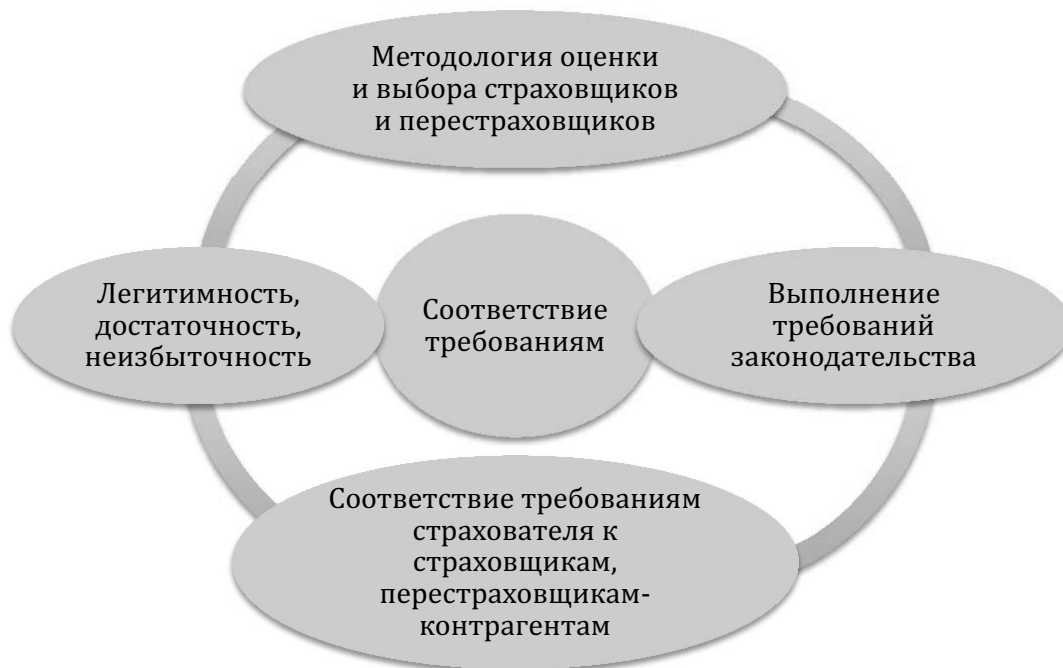 Методология оценки
и выбора страховщиков
и перестраховщиков
Легитимность,
достаточность,
неизбыточность
Соответствие
требованиям
Выполнение
требований
законодательства
Соответствие требованиям
страхователя к
страховщикам,
перестраховщикам-
контрагентам